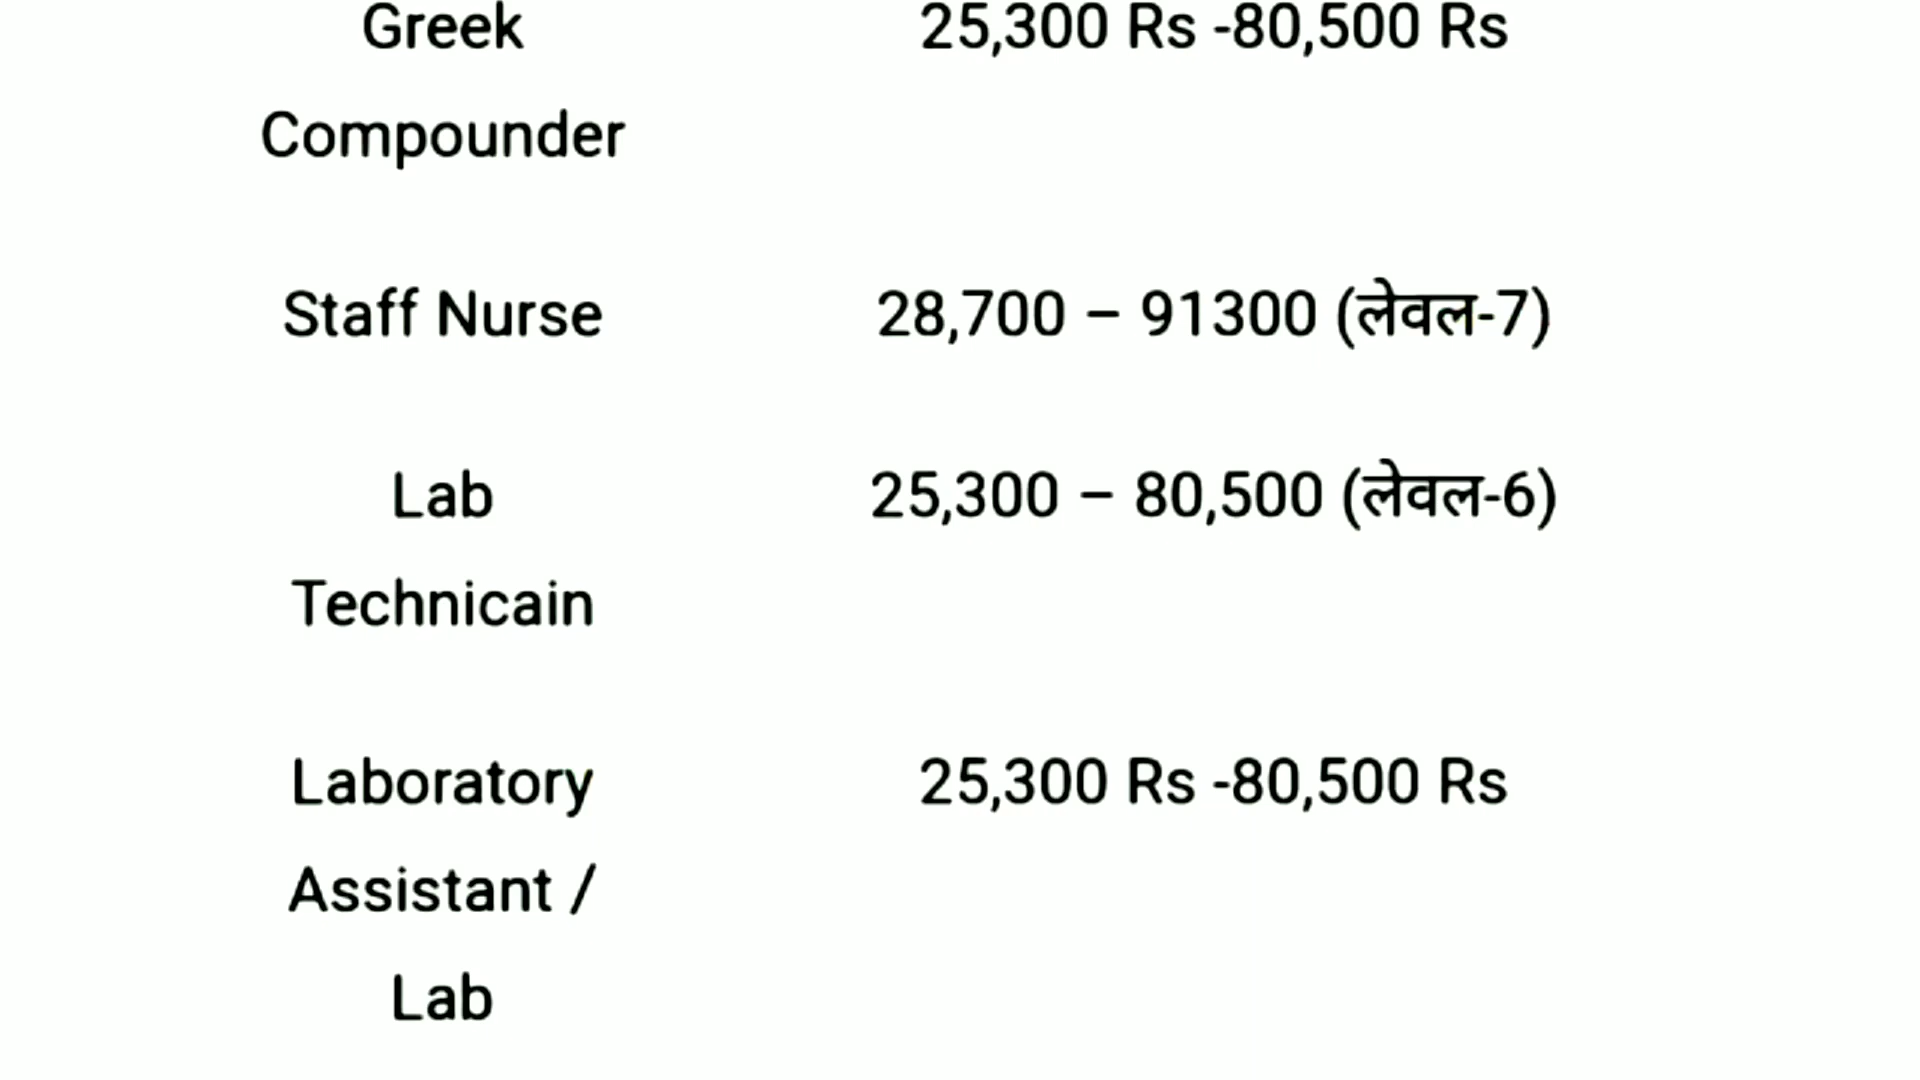 Greek 25,300 Rs -80,500 Rs
Compounder
Staff Nurse 28,700 – 91300 (लेवल-7)
Lab 25,300 – 80,500 (लेवल-6)
Technicain
Laboratory 25,300 Rs -80,500 Rs
Assistant /
Lab